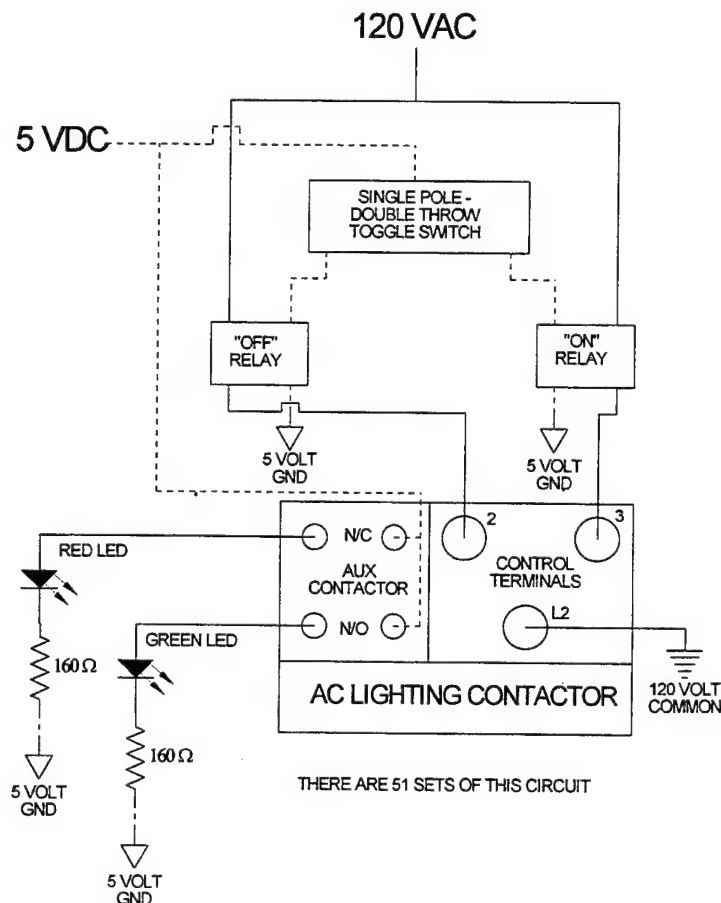 120 VAC
5 VDC
SINGLE POLE -
DOUBLE THROW
TOGGLE SWITCH
"OFF"
RELAY
"ON"
RELAY
5 VOLT
GND
5 VOLT
GND
2
3
N/C
RED LED
AUX
CONTACTOR
CONTROL
TERMINALS
N/O
L2
GREEN LED
160 Ω
AC LIGHTING CONTACTOR
120 VOLT
COMMON
160 Ω
5 VOLT
GND
THERE ARE 51 SETS OF THIS CIRCUIT
5 VOLT
GND